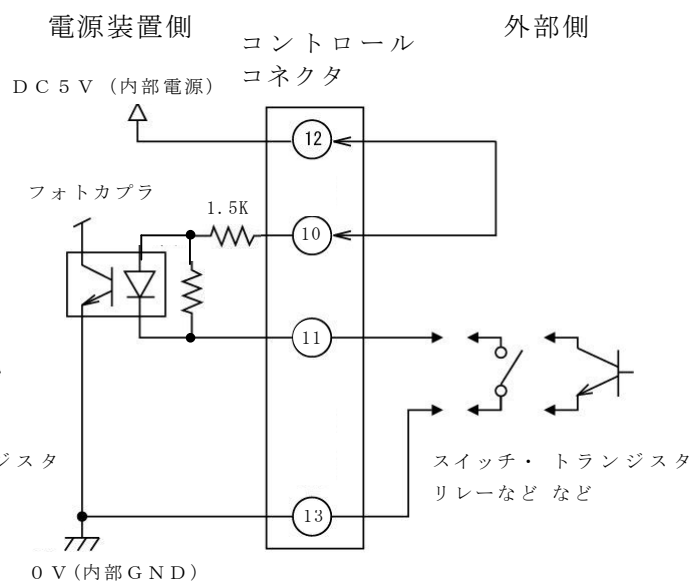 電源装置側
コントロール
コネクタ
外部側
DC5V (内部電源)
12
フォトカプラ
1.5K
10
11
ジスタ
スイッチ・ トランジスタ
リレーなど など
13
0V(内部GND)